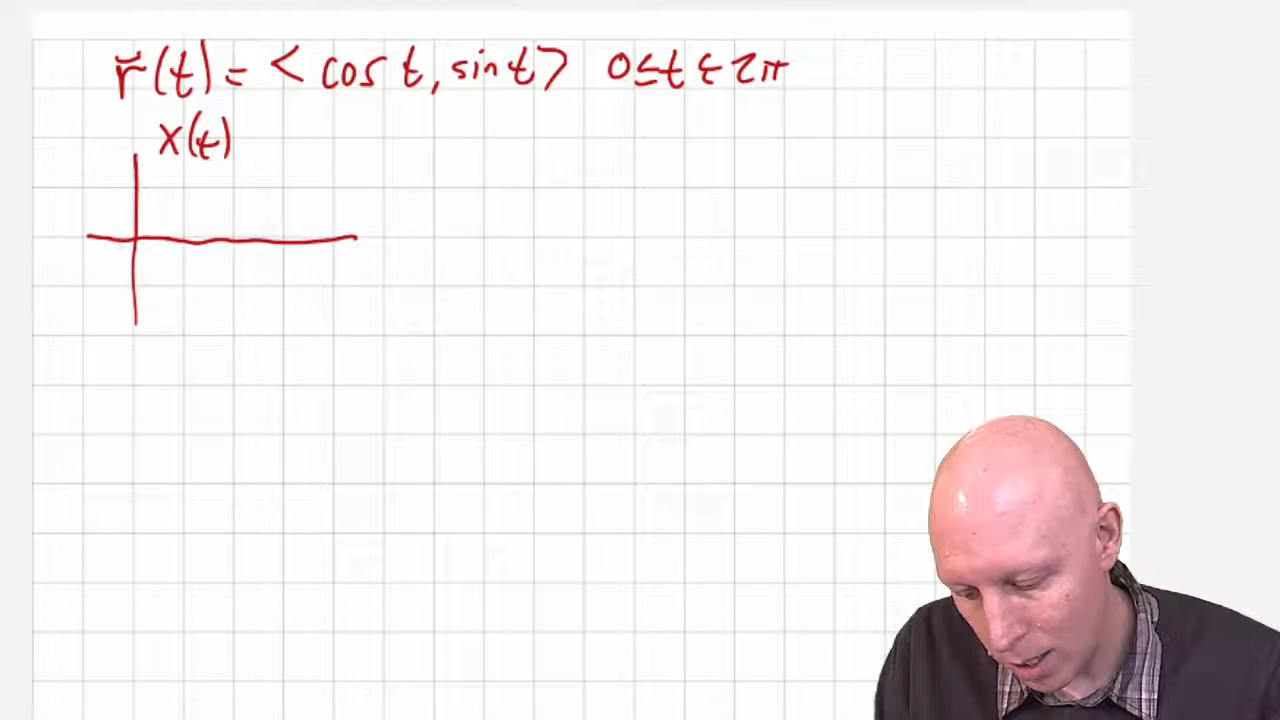 r⃗(t) = < cos t, sin t> 0≤t≤2π
x(t)